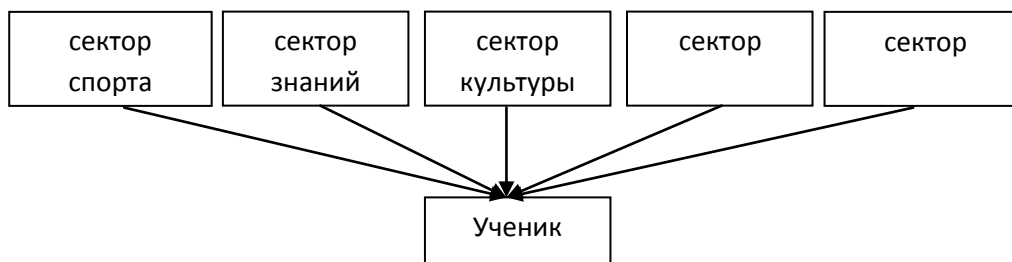 сектор
спорта
сектор
знаний
сектор
культуры
сектор
сектор
Ученик